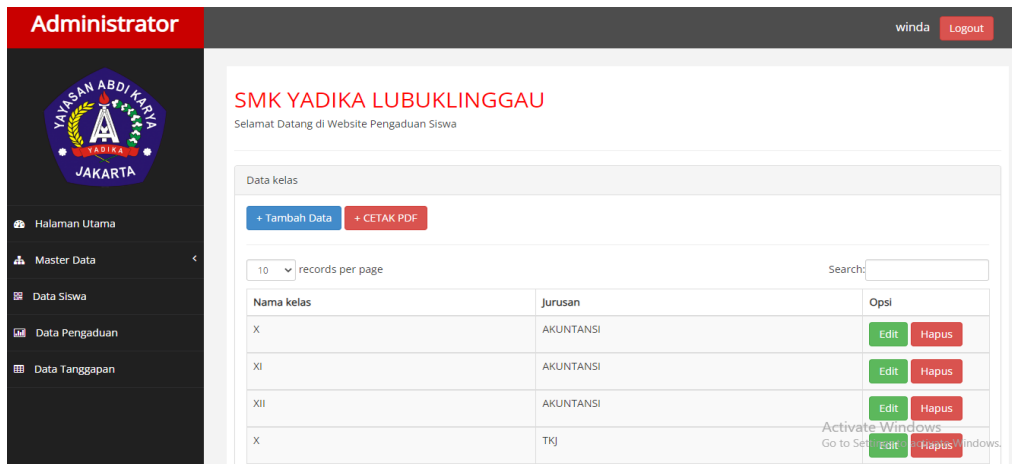 Administrator
winda Logout
YAYASAN ABDI KARYA
YADIKA
JAKARTA
SMK YADIKA LUBUKLINGGAU
Selamat Datang di Website Pengaduan Siswa
Halaman Utama
Master Data
Data Siswa
Data Pengaduan
Data Tanggapan
Data kelas
+ Tambah Data + CETAK PDF
10 records per page Search:
Nama kelas Jurusan Opsi
X AKUNTANSI Edit Hapus
XI AKUNTANSI Edit Hapus
XII AKUNTANSI Edit Hapus
X TKJ Edit Hapus
Activate Windows
Go to Settings to activate Windows.